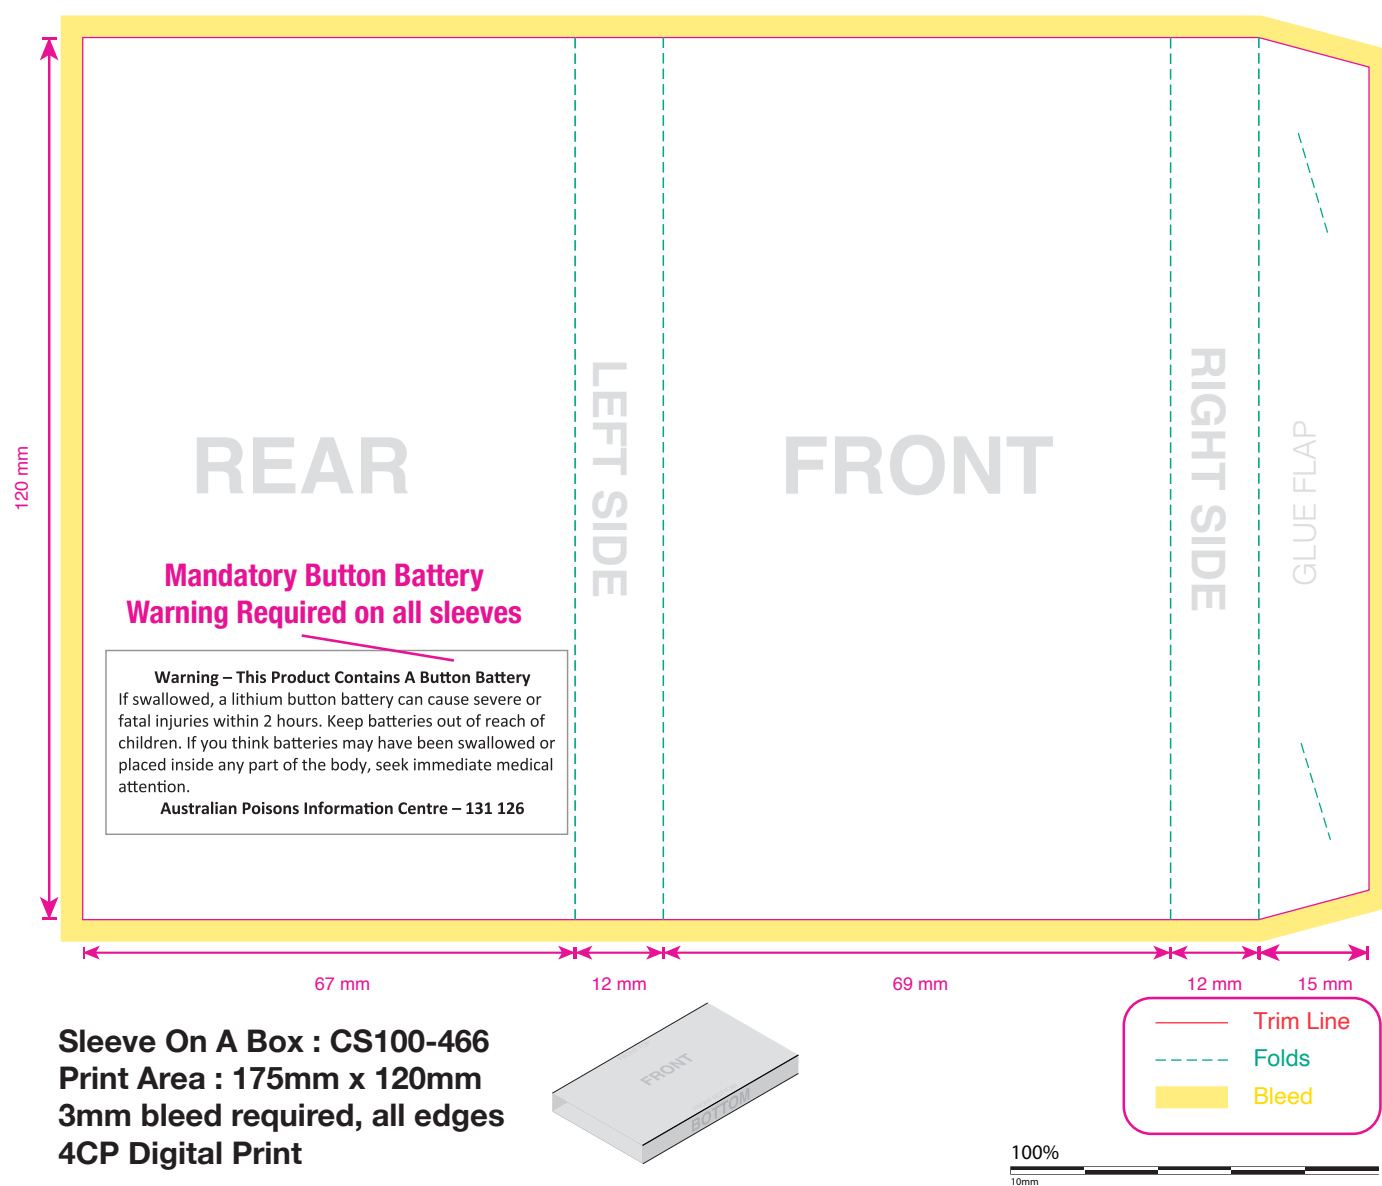 REAR
LEFT SIDE
FRONT
RIGHT SIDE
GLUE FLAP
120 mm
Mandatory Button Battery
Warning Required on all sleeves
Warning – This Product Contains A Button Battery
If swallowed, a lithium button battery can cause severe or
fatal injuries within 2 hours. Keep batteries out of reach of
children. If you think batteries may have been swallowed or
placed inside any part of the body, seek immediate medical
attention.
Australian Poisons Information Centre – 131 126
67 mm
12 mm
69 mm
12 mm
15 mm
Sleeve On A Box : CS100-466
Print Area : 175mm x 120mm
3mm bleed required, all edges
4CP Digital Print
FRONT
BOTTOM
Trim Line
Folds
Bleed
100%
10mm